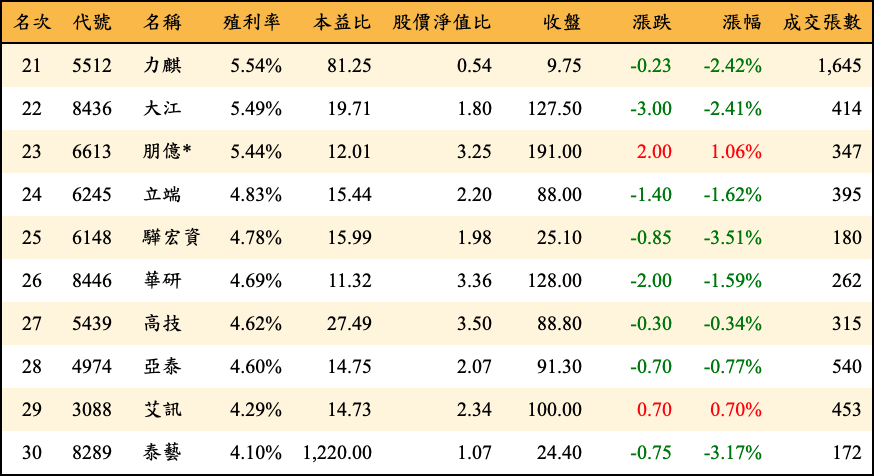 名次 代號 名稱 殖利率 本益比 股價淨值比 收盤 漲跌 漲幅 成交張數
21 5512 力麒 5.54% 81.25 0.54 9.75 -0.23 -2.42% 1,645
22 8436 大江 5.49% 19.71 1.80 127.50 -3.00 -2.41% 414
23 6613 朋億* 5.44% 12.01 3.25 191.00 2.00 1.06% 347
24 6245 立端 4.83% 15.44 2.20 88.00 -1.40 -1.62% 395
25 6148 驊宏資 4.78% 15.99 1.98 25.10 -0.85 -3.51% 180
26 8446 華研 4.69% 11.32 3.36 128.00 -2.00 -1.59% 262
27 5439 高技 4.62% 27.49 3.50 88.80 -0.30 -0.34% 315
28 4974 亞泰 4.60% 14.75 2.07 91.30 -0.70 -0.77% 540
29 3088 艾訊 4.29% 14.73 2.34 100.00 0.70 0.70% 453
30 8289 泰藝 4.10% 1,220.00 1.07 24.40 -0.75 -3.17% 172